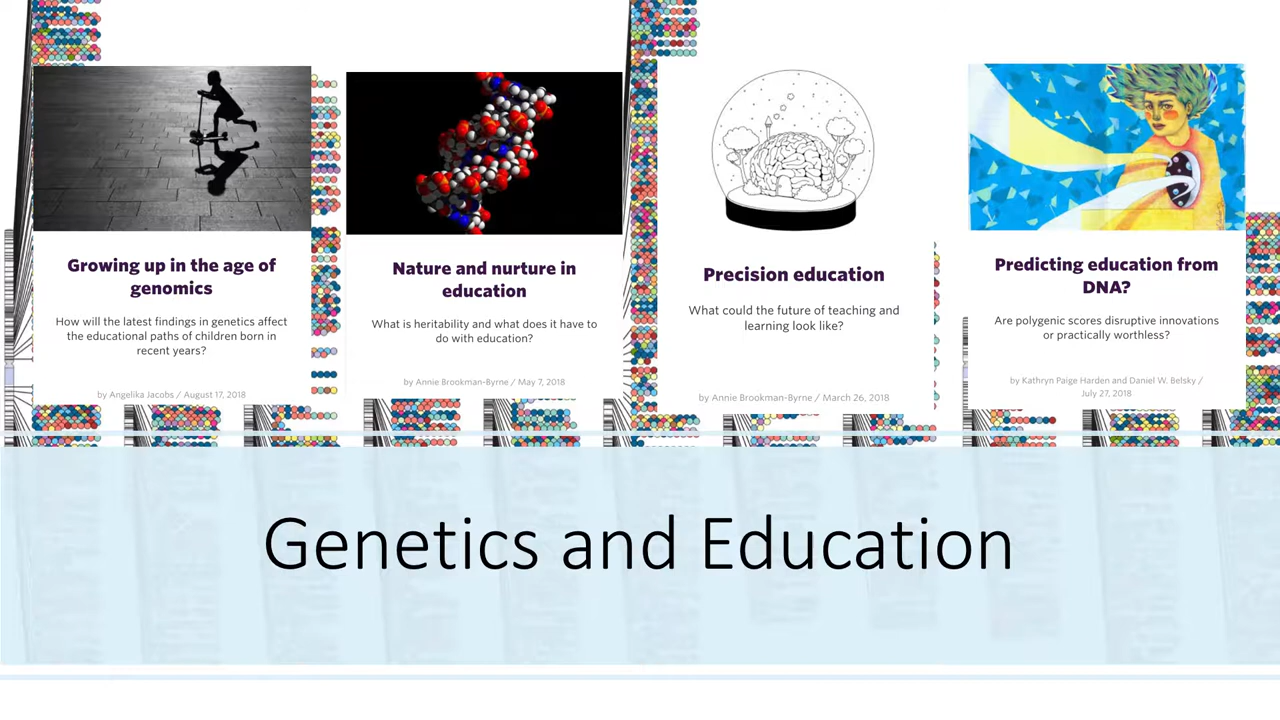 Growing up in the age of
genomics
How will the latest findings in genetics affect
the educational paths of children born in
recent years?
by Angelika Jacobs / August 17, 2018
Nature and nurture in
education
What is heritability and what does it have to
do with education?
by Annie Brookman-Byrne / May 7, 2018
Precision education
What could the future of teaching and
learning look like?
by Annie Brookman-Byrne / March 26, 2018
Predicting education from
DNA?
Are polygenic scores disruptive innovations
or practically worthless?
by Kathryn Paige Harden and Daniel W. Belsky /
July 27, 2018
Genetics and Education